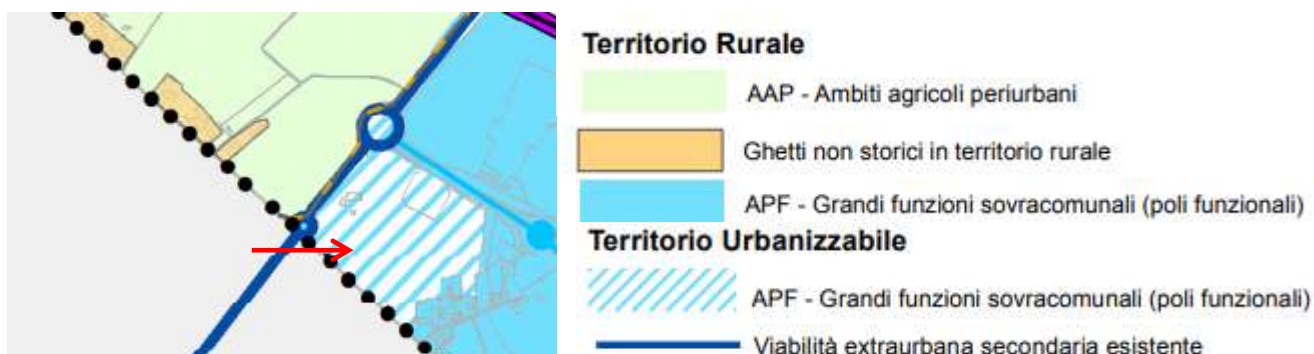 Territorio Rurale
AAP - Ambiti agricoli periurbani
Ghetti non storici in territorio rurale
APF - Grandi funzioni sovracomunali (poli funzionali)
Territorio Urbanizzabile
APF - Grandi funzioni sovracomunali (poli funzionali)
Viabilità extraurbana secondaria esistente